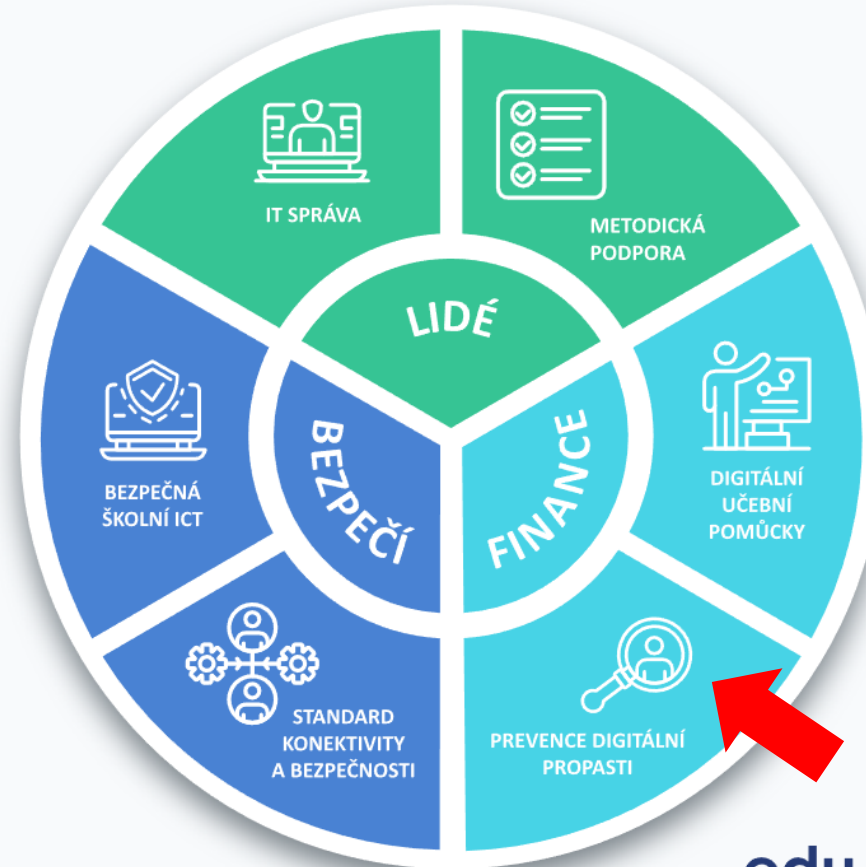 IT SPRÁVA
METODICKÁ
PODPORA
LIDÉ
BEZPEČÍ
FINANCE
BEZPEČNÁ
ŠKOLNÍ ICT
DIGITÁLNÍ
UČEBNÍ
POMŮCKY
STANDARD
KONEKTIVITY
A BEZPEČNOSTI
PREVENCE DIGITÁLNÍ
PROPASTI